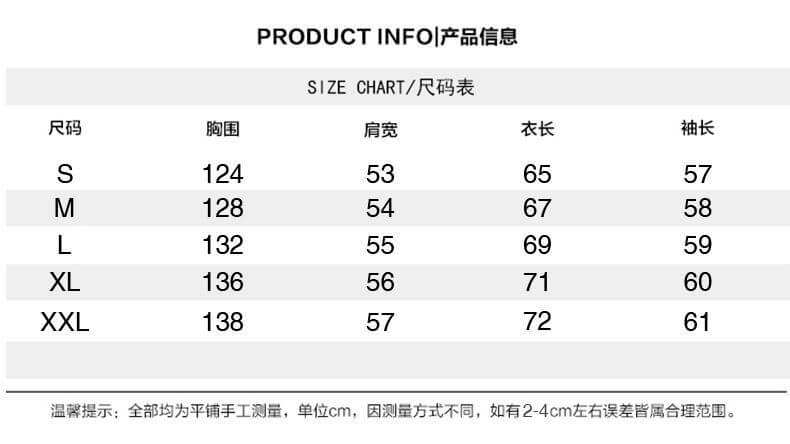 PRODUCT INFO|产品信息
SIZE CHART/尺码表
尺码 胸围 肩宽 衣长 袖长
S 124 53 65 57
M 128 54 67 58
L 132 55 69 59
XL 136 56 71 60
XXL 138 57 72 61
温馨提示：全部均为平铺手工测量，单位cm，因测量方式不同，如有2-4cm左右误差皆属合理范围。